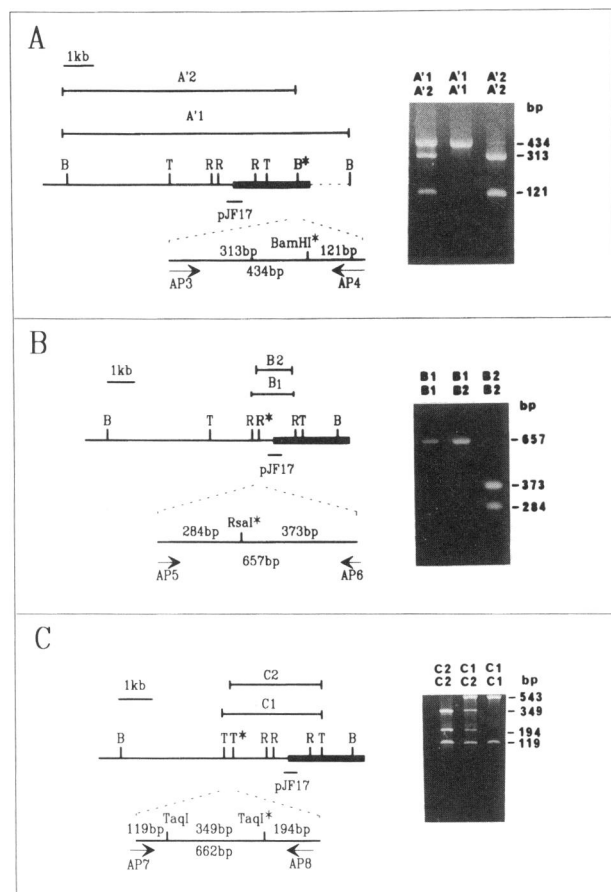 A
1kb
A'2
A'1
B T RR R T B* B
pJF17
BamHI*
313bp 121bp
434bp
AP3 AP4
A'1 A'1 A'2
A'2 A'1 A'2
bp
434
313
121
B
1kb
B2
B1
B T R R* R T B
pJF17
RsaI*
284bp 373bp
657bp
AP5 AP6
B1 B1 B2
B1 B2 B2
bp
657
373
284
C
1kb
C2
C1
B T T* R R R T B
pJF17
TaqI TaqI*
119bp 349bp 194bp
662bp
AP7 AP8
C2 C1 C1
C2 C2 C1
bp
543
349
194
119